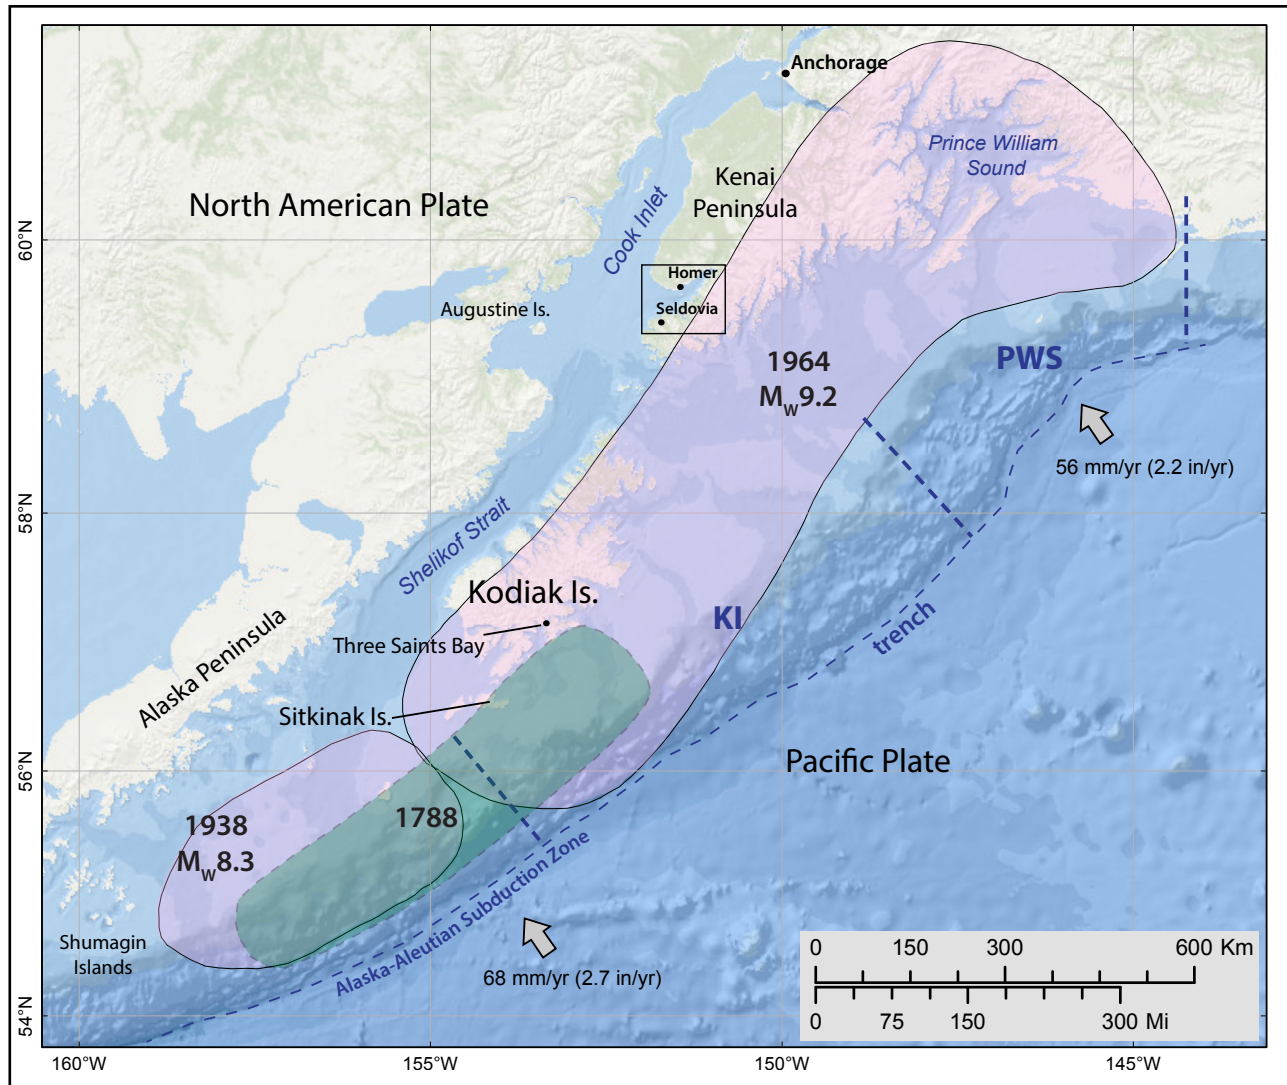 Anchorage
Prince William
Sound
Kenai
Peninsula
North American Plate
Cook Inlet
60°N
Homer
Augustine Is.
Seldovia
1964
MW9.2
PWS
56 mm/yr (2.2 in/yr)
58°N
Shelikof Strait
Kodiak Is.
KI
trench
Three Saints Bay
Alaska Peninsula
Sitkinak Is.
56°N
Pacific Plate
1788
1938
MW8.3
Alaska-Aleutian Subduction Zone
Shumagin
Islands
68 mm/yr (2.7 in/yr)
0 150 300 600 Km
0 75 150 300 Mi
54°N
160°W 155°W 150°W 145°W